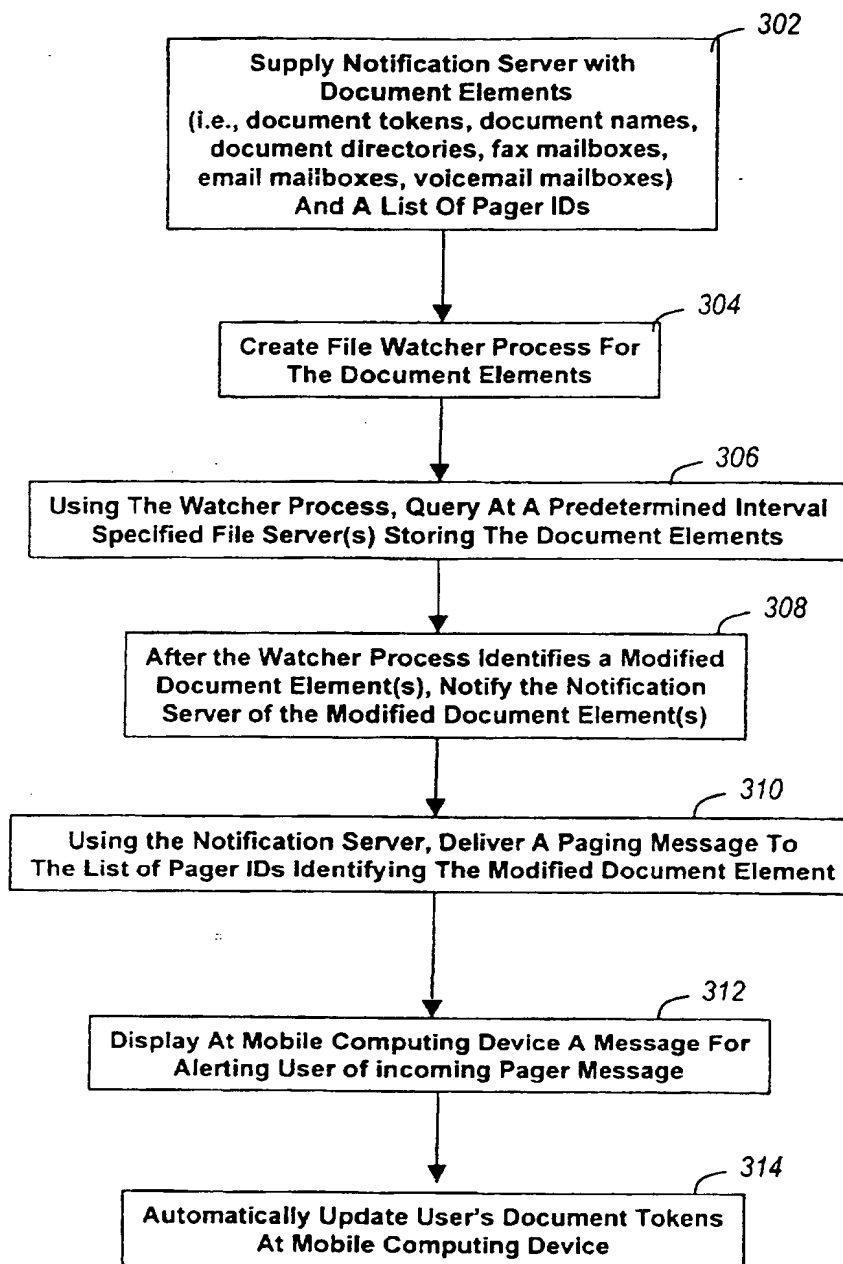 302
Supply Notification Server with
Document Elements
(i.e., document tokens, document names,
document directories, fax mailboxes,
email mailboxes, voicemail mailboxes)
And A List Of Pager IDs
304
Create File Watcher Process For
The Document Elements
306
Using The Watcher Process, Query At A Predetermined Interval
Specified File Server(s) Storing The Document Elements
308
After the Watcher Process Identifies a Modified
Document Element(s), Notify the Notification
Server of the Modified Document Element(s)
310
Using the Notification Server, Deliver A Paging Message To
The List of Pager IDs Identifying The Modified Document Element
312
Display At Mobile Computing Device A Message For
Alerting User of incoming Pager Message
314
Automatically Update User's Document Tokens
At Mobile Computing Device